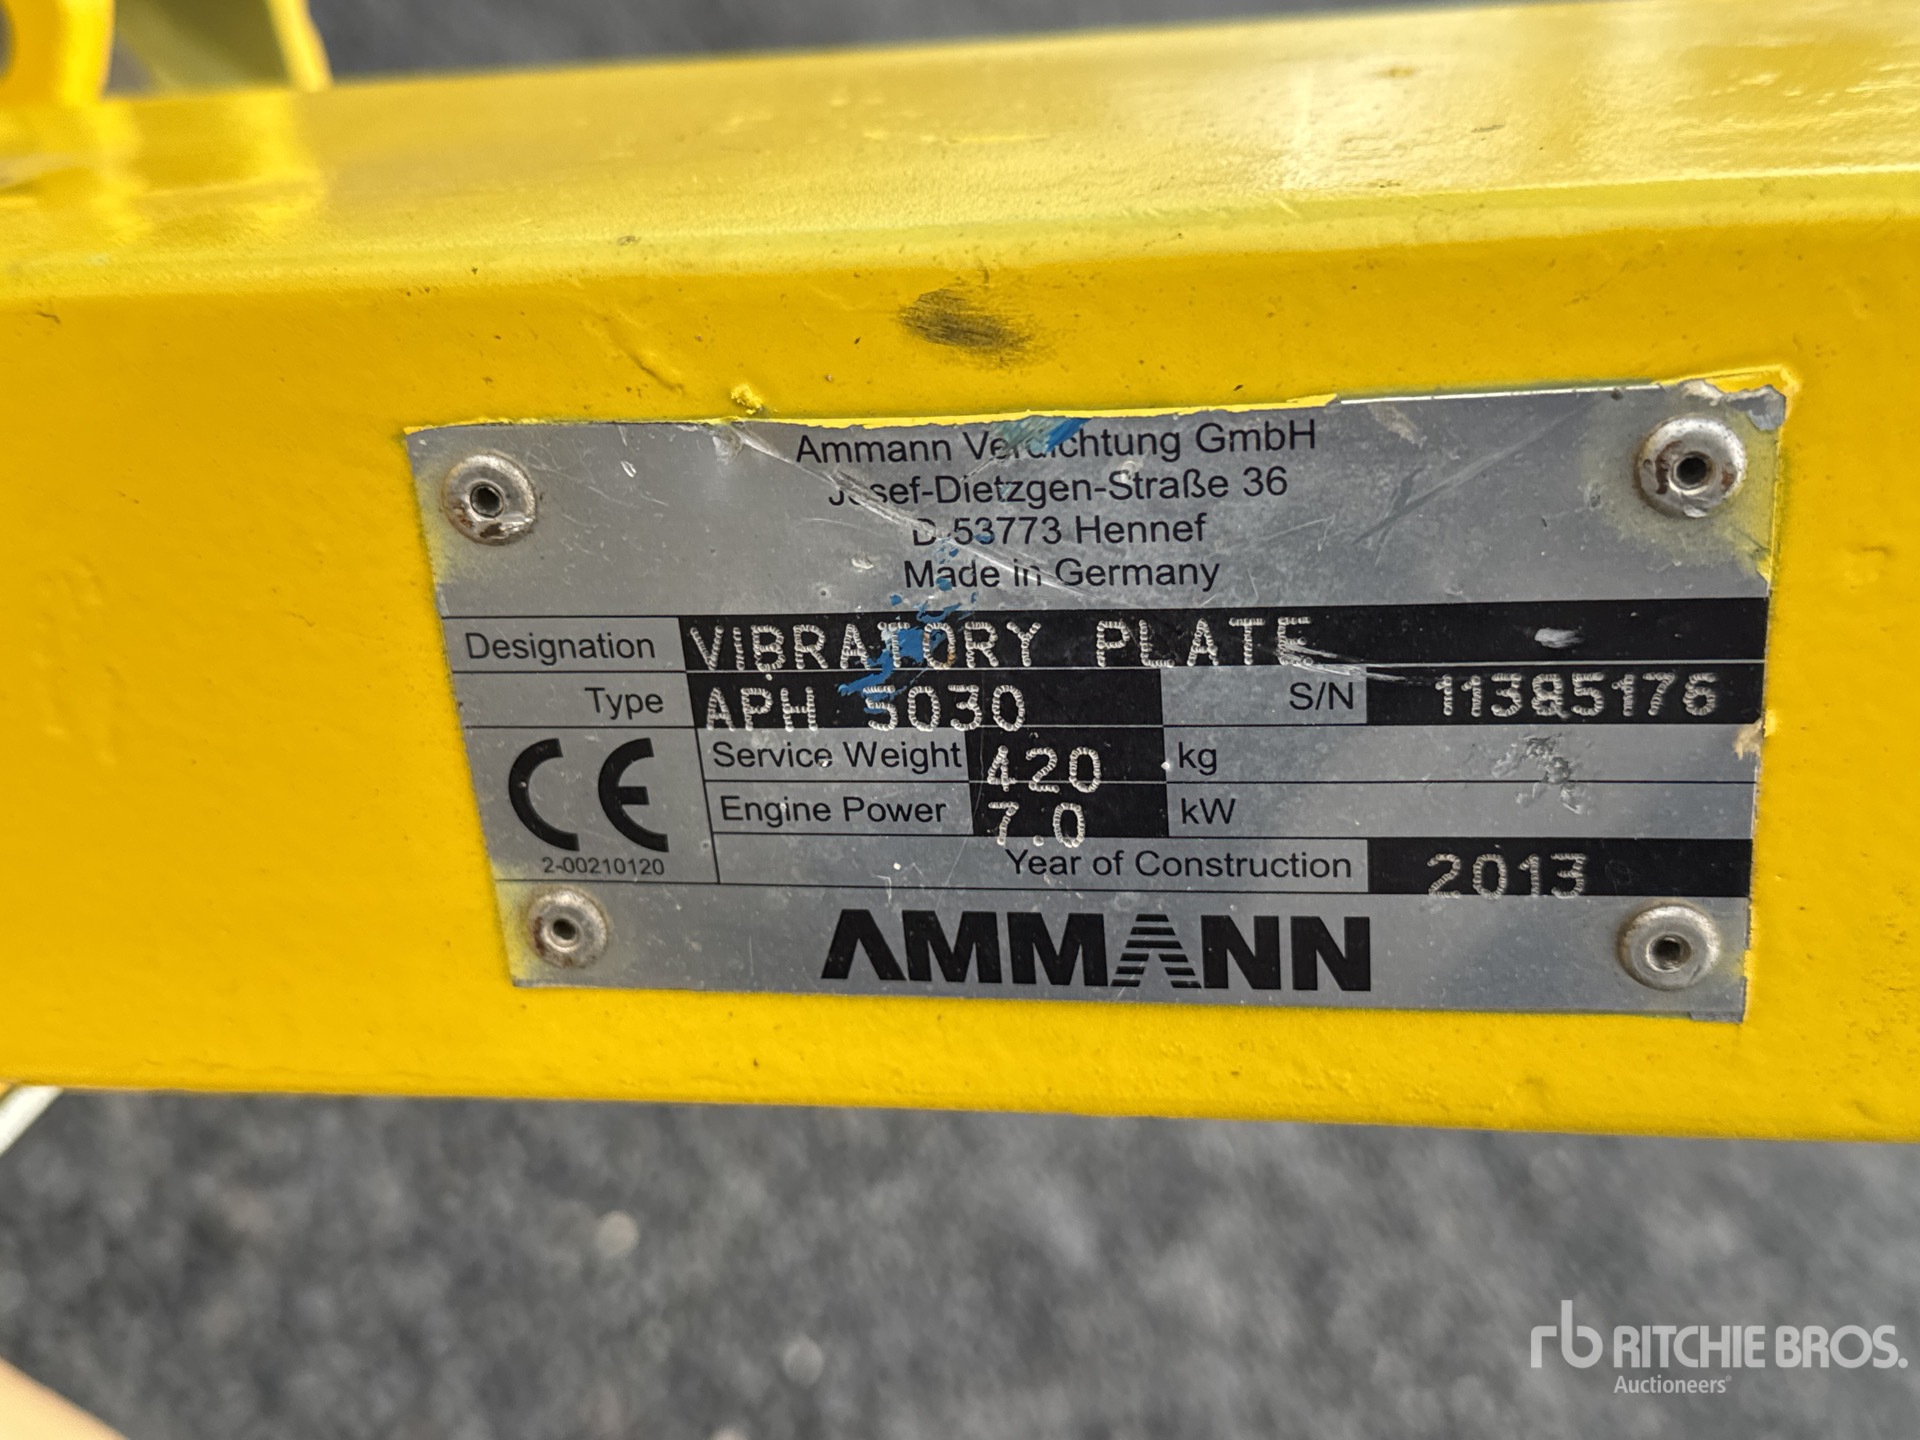 Ammann Verdichtung GmbH
Josef-Dietzgen-Straße 36
D-53773 Hennef
Made in Germany
Designation VIBRATORY PLATE
Type APH 5030 S/N 11385176
CE Service Weight 420 kg
Engine Power 7.0 kW
2-00210120 Year of Construction 2013
AMMANN
rb RITCHIE BROS.
Auctioneers